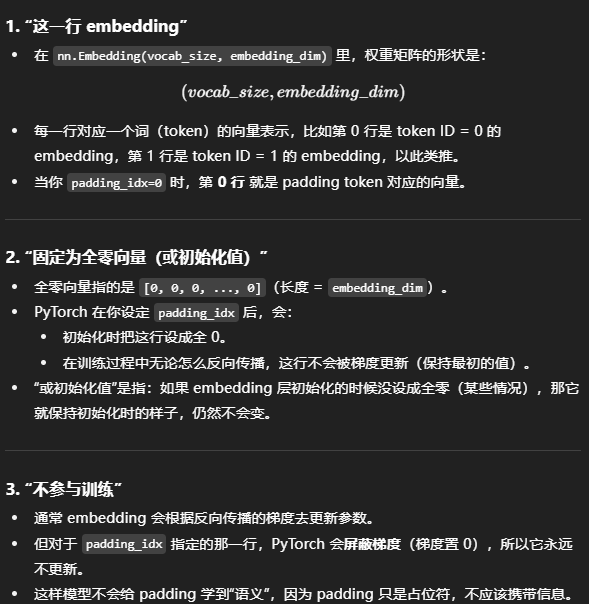 1. “这一行 embedding”
• 在 nn.Embedding(vocab_size, embedding_dim) 里，权重矩阵的形状是：
(vocab_size, embedding_dim)
• 每一行对应一个词（token）的向量表示，比如第 0 行是 token ID = 0 的
embedding，第 1 行是 token ID = 1 的 embedding，以此类推。
• 当你 padding_idx=0 时，第 0 行 就是 padding token 对应的向量。
2. “固定为全零向量（或初始化值）”
• 全零向量指的是 [0, 0, 0, ..., 0]（长度 = embedding_dim）。
• PyTorch 在你设定 padding_idx 后，会：
• 初始化时把这行设成全 0。
• 在训练过程中无论怎么反向传播，这行不会被梯度更新（保持最初的值）。
• “或初始化值”是指：如果 embedding 层初始化的时候没设成全零（某些情况），那它
就保持初始化时的样子，仍然不会变。
3. “不参与训练”
• 通常 embedding 会根据反向传播的梯度去更新参数。
• 但对于 padding_idx 指定的那一行，PyTorch 会屏蔽梯度（梯度置 0），所以它永远
不更新。
• 这样模型不会给 padding 学到“语义”，因为 padding 只是占位符，不应该携带信息。